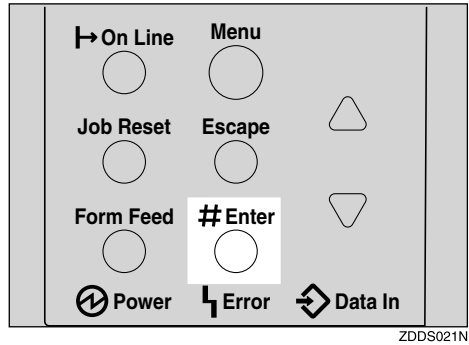 On Line Menu
Job Reset Escape
Form Feed # Enter
Power Error Data In
ZDDS021N